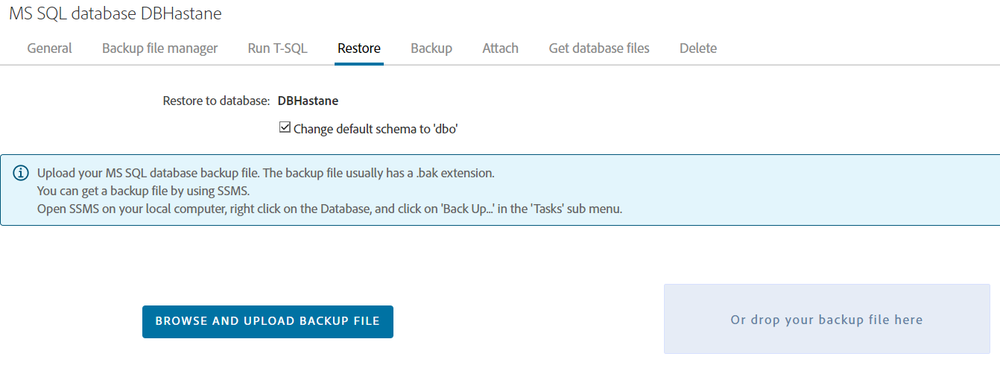 MS SQL database DBHastane
General Backup file manager Run T-SQL Restore Backup Attach Get database files Delete
Restore to database: DBHastane
Change default schema to 'dbo'
Upload your MS SQL database backup file. The backup file usually has a .bak extension.
You can get a backup file by using SSMS.
Open SSMS on your local computer, right click on the Database, and click on 'Back Up...' in the 'Tasks' sub menu.
BROWSE AND UPLOAD BACKUP FILE
Or drop your backup file here